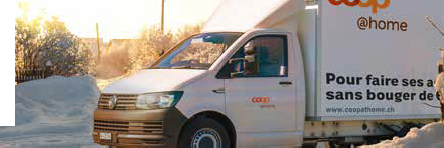 coop
@home
Pour faire ses a
sans bouger de
www.coopathome.ch
coop